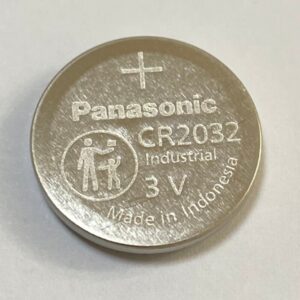 +
Panasonic
CR2032
Industrial
3 V
Made in Indonesia